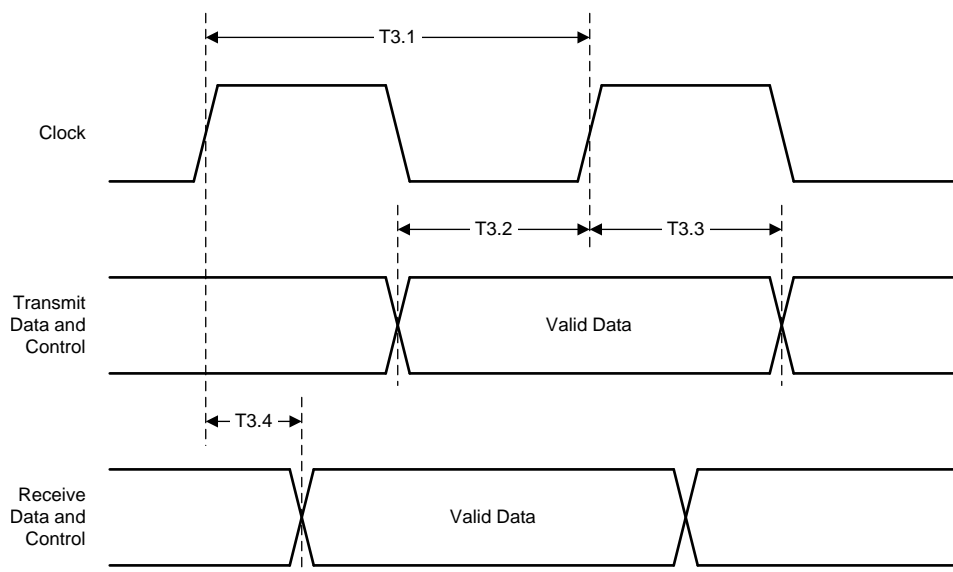 T3.1
Clock
T3.2
T3.3
Transmit
Data and
Control
Valid Data
T3.4
Receive
Data and
Control
Valid Data